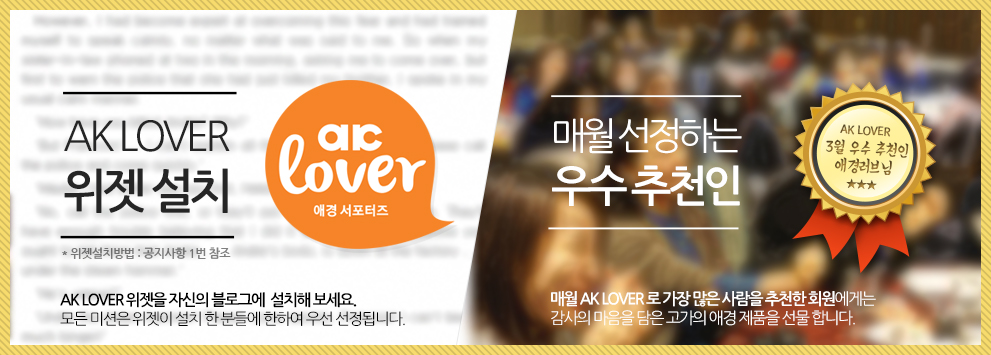 AK LOVER
위젯 설치
* 위젯설치방법 : 공지사항 1번 참조
AK LOVER 위젯을 자신의 블로그에 설치해 보세요.
모든 미션은 위젯이 설치 한 분들에 한하여 우선 선정됩니다.
ak
lover
애경 서포터즈
매월 선정하는
우수 추천인
매월 AK LOVER 로 가장 많은 사람을 추천한 회원에게는
감사의 마음을 담은 고가의 애경 제품을 선물 합니다.
AK LOVER
3월 우수 추천인
애경러브님
★★★